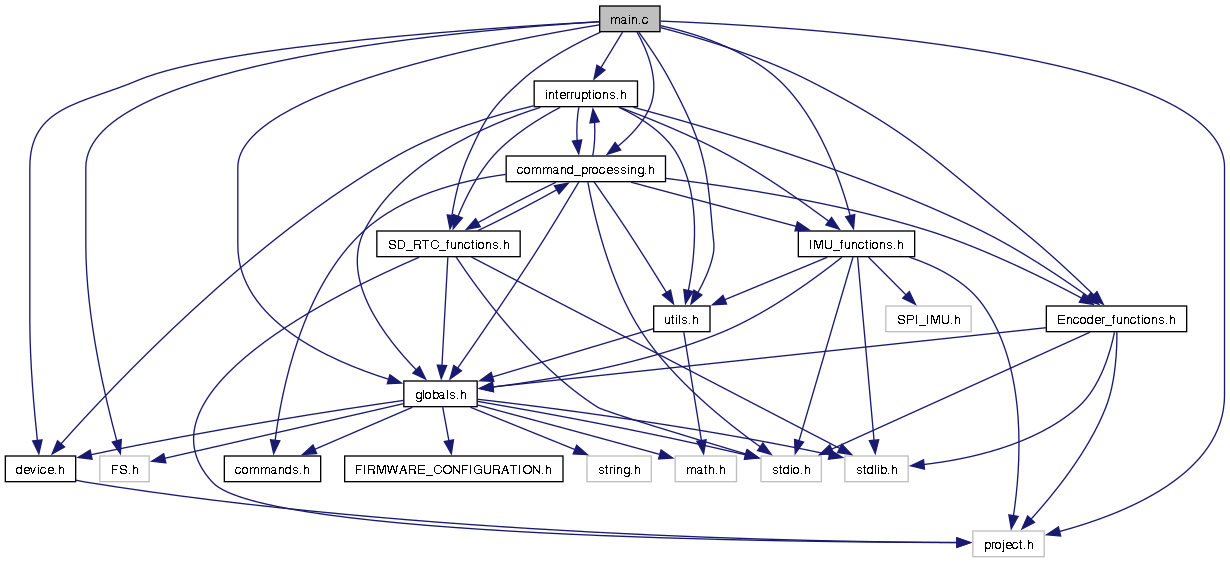 main.c
interruptions.h
command_processing.h
SD_RTC_functions.h
IMU_functions.h
utils.h
SPI_IMU.h
Encoder_functions.h
globals.h
device.h
FS.h
commands.h
FIRMWARE_CONFIGURATION.h
string.h
math.h
stdio.h
stdlib.h
project.h